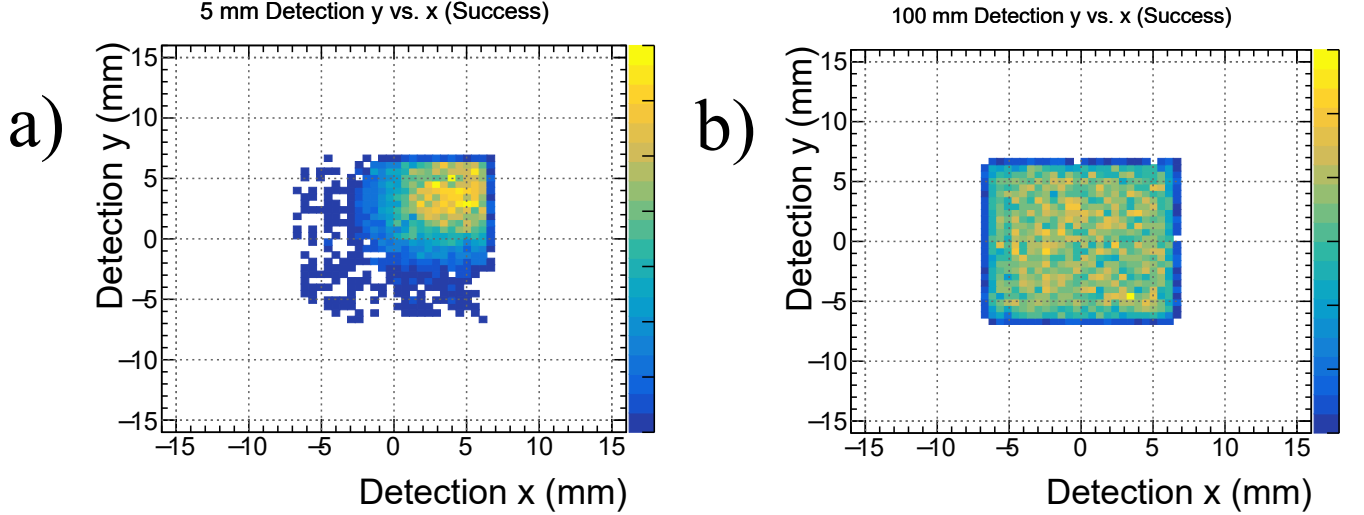 5 mm Detection y vs. x (Success)
a)
Detection y (mm)
15
10
5
0
−5
−10
−15
−15 −10 −5 0 5 10 15
Detection x (mm)
100 mm Detection y vs. x (Success)
b)
Detection y (mm)
15
10
5
0
−5
−10
−15
−15 −10 −5 0 5 10 15
Detection x (mm)